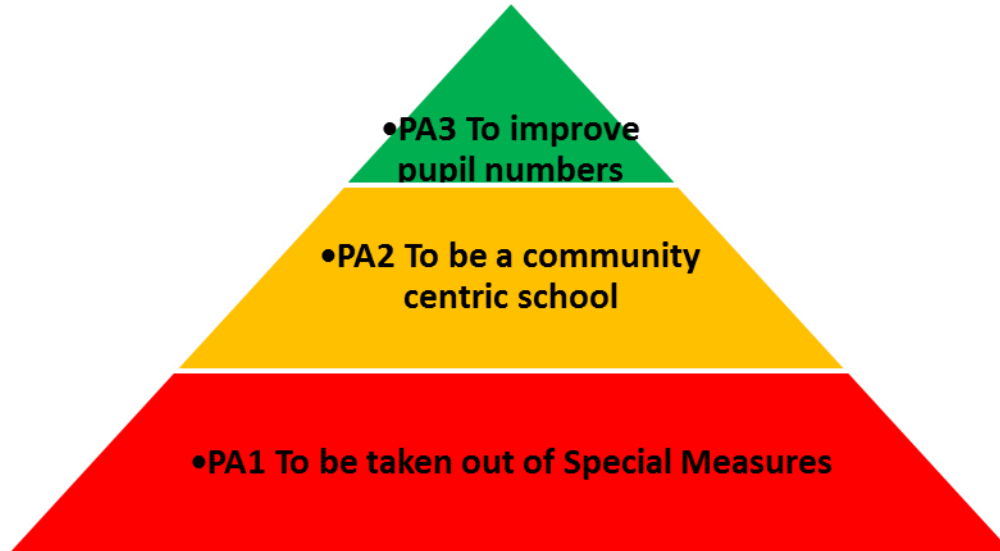 •PA3 To improve
pupil numbers
•PA2 To be a community
centric school
•PA1 To be taken out of Special Measures